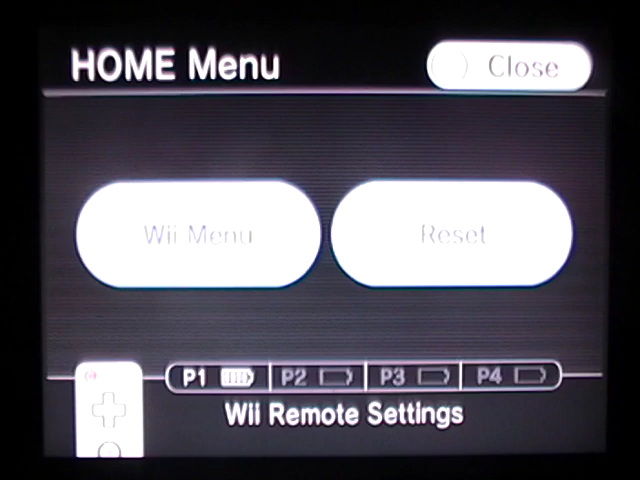 HOME Menu
Close
Wii Menu
Reset
P1 P2 P3 P4
Wii Remote Settings